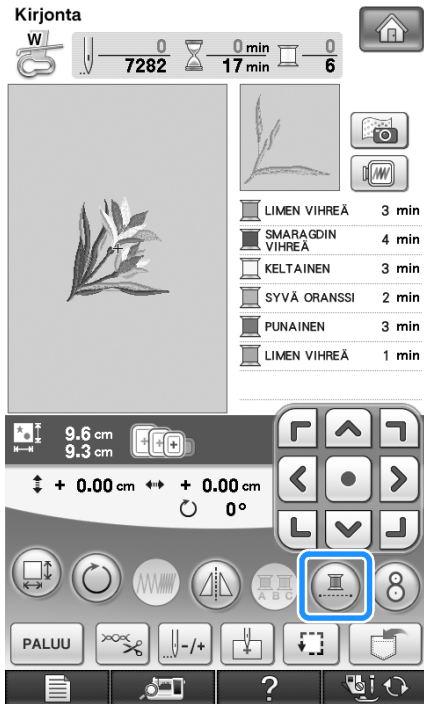 Kirjonta
W
0
7282
0 min
17 min
0
6
LIMEN VIHREÄ 3 min
SMARAGDIN
VIHREÄ 4 min
KELTAINEN 3 min
SYVÄ ORANSSI 2 min
PUNAINEN 3 min
LIMEN VIHREÄ 1 min
9.6 cm
9.3 cm
+ 0.00 cm + 0.00 cm
0°
A B C
8
PALUU
-/+
?